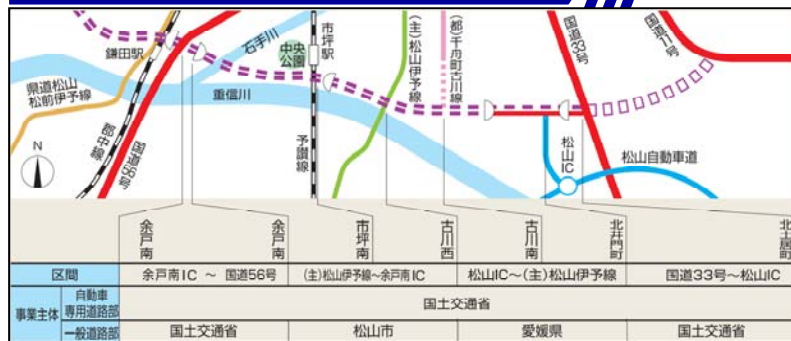 鎌田駅
石手川
中央
公園
市坪駅
(主)松山伊予線
(都)千舟町古川線
国道33号
国道11号
県道松山
松前伊予線
重信川
郡中線
国道56号
予讃線
松山IC
松山自動車道
N
余戸南
余戸南
市坪南
古川西
古川南
北井門町
北土居町
区間
余戸南IC ~ 国道56号
(主)松山伊予線~余戸南IC
松山IC~(主)松山伊予線
国道33号~松山IC
事業主体
自動車
専用道路部
国土交通省
一般道路部
国土交通省
松山市
愛媛県
国土交通省